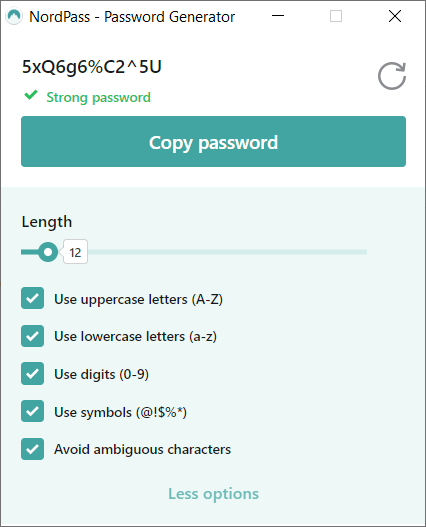 NordPass - Password Generator
5xQ6g6%C2^5U
Strong password
Copy password
Length
12
Use uppercase letters (A-Z)
Use lowercase letters (a-z)
Use digits (0-9)
Use symbols (@!$%*)
Avoid ambiguous characters
Less options